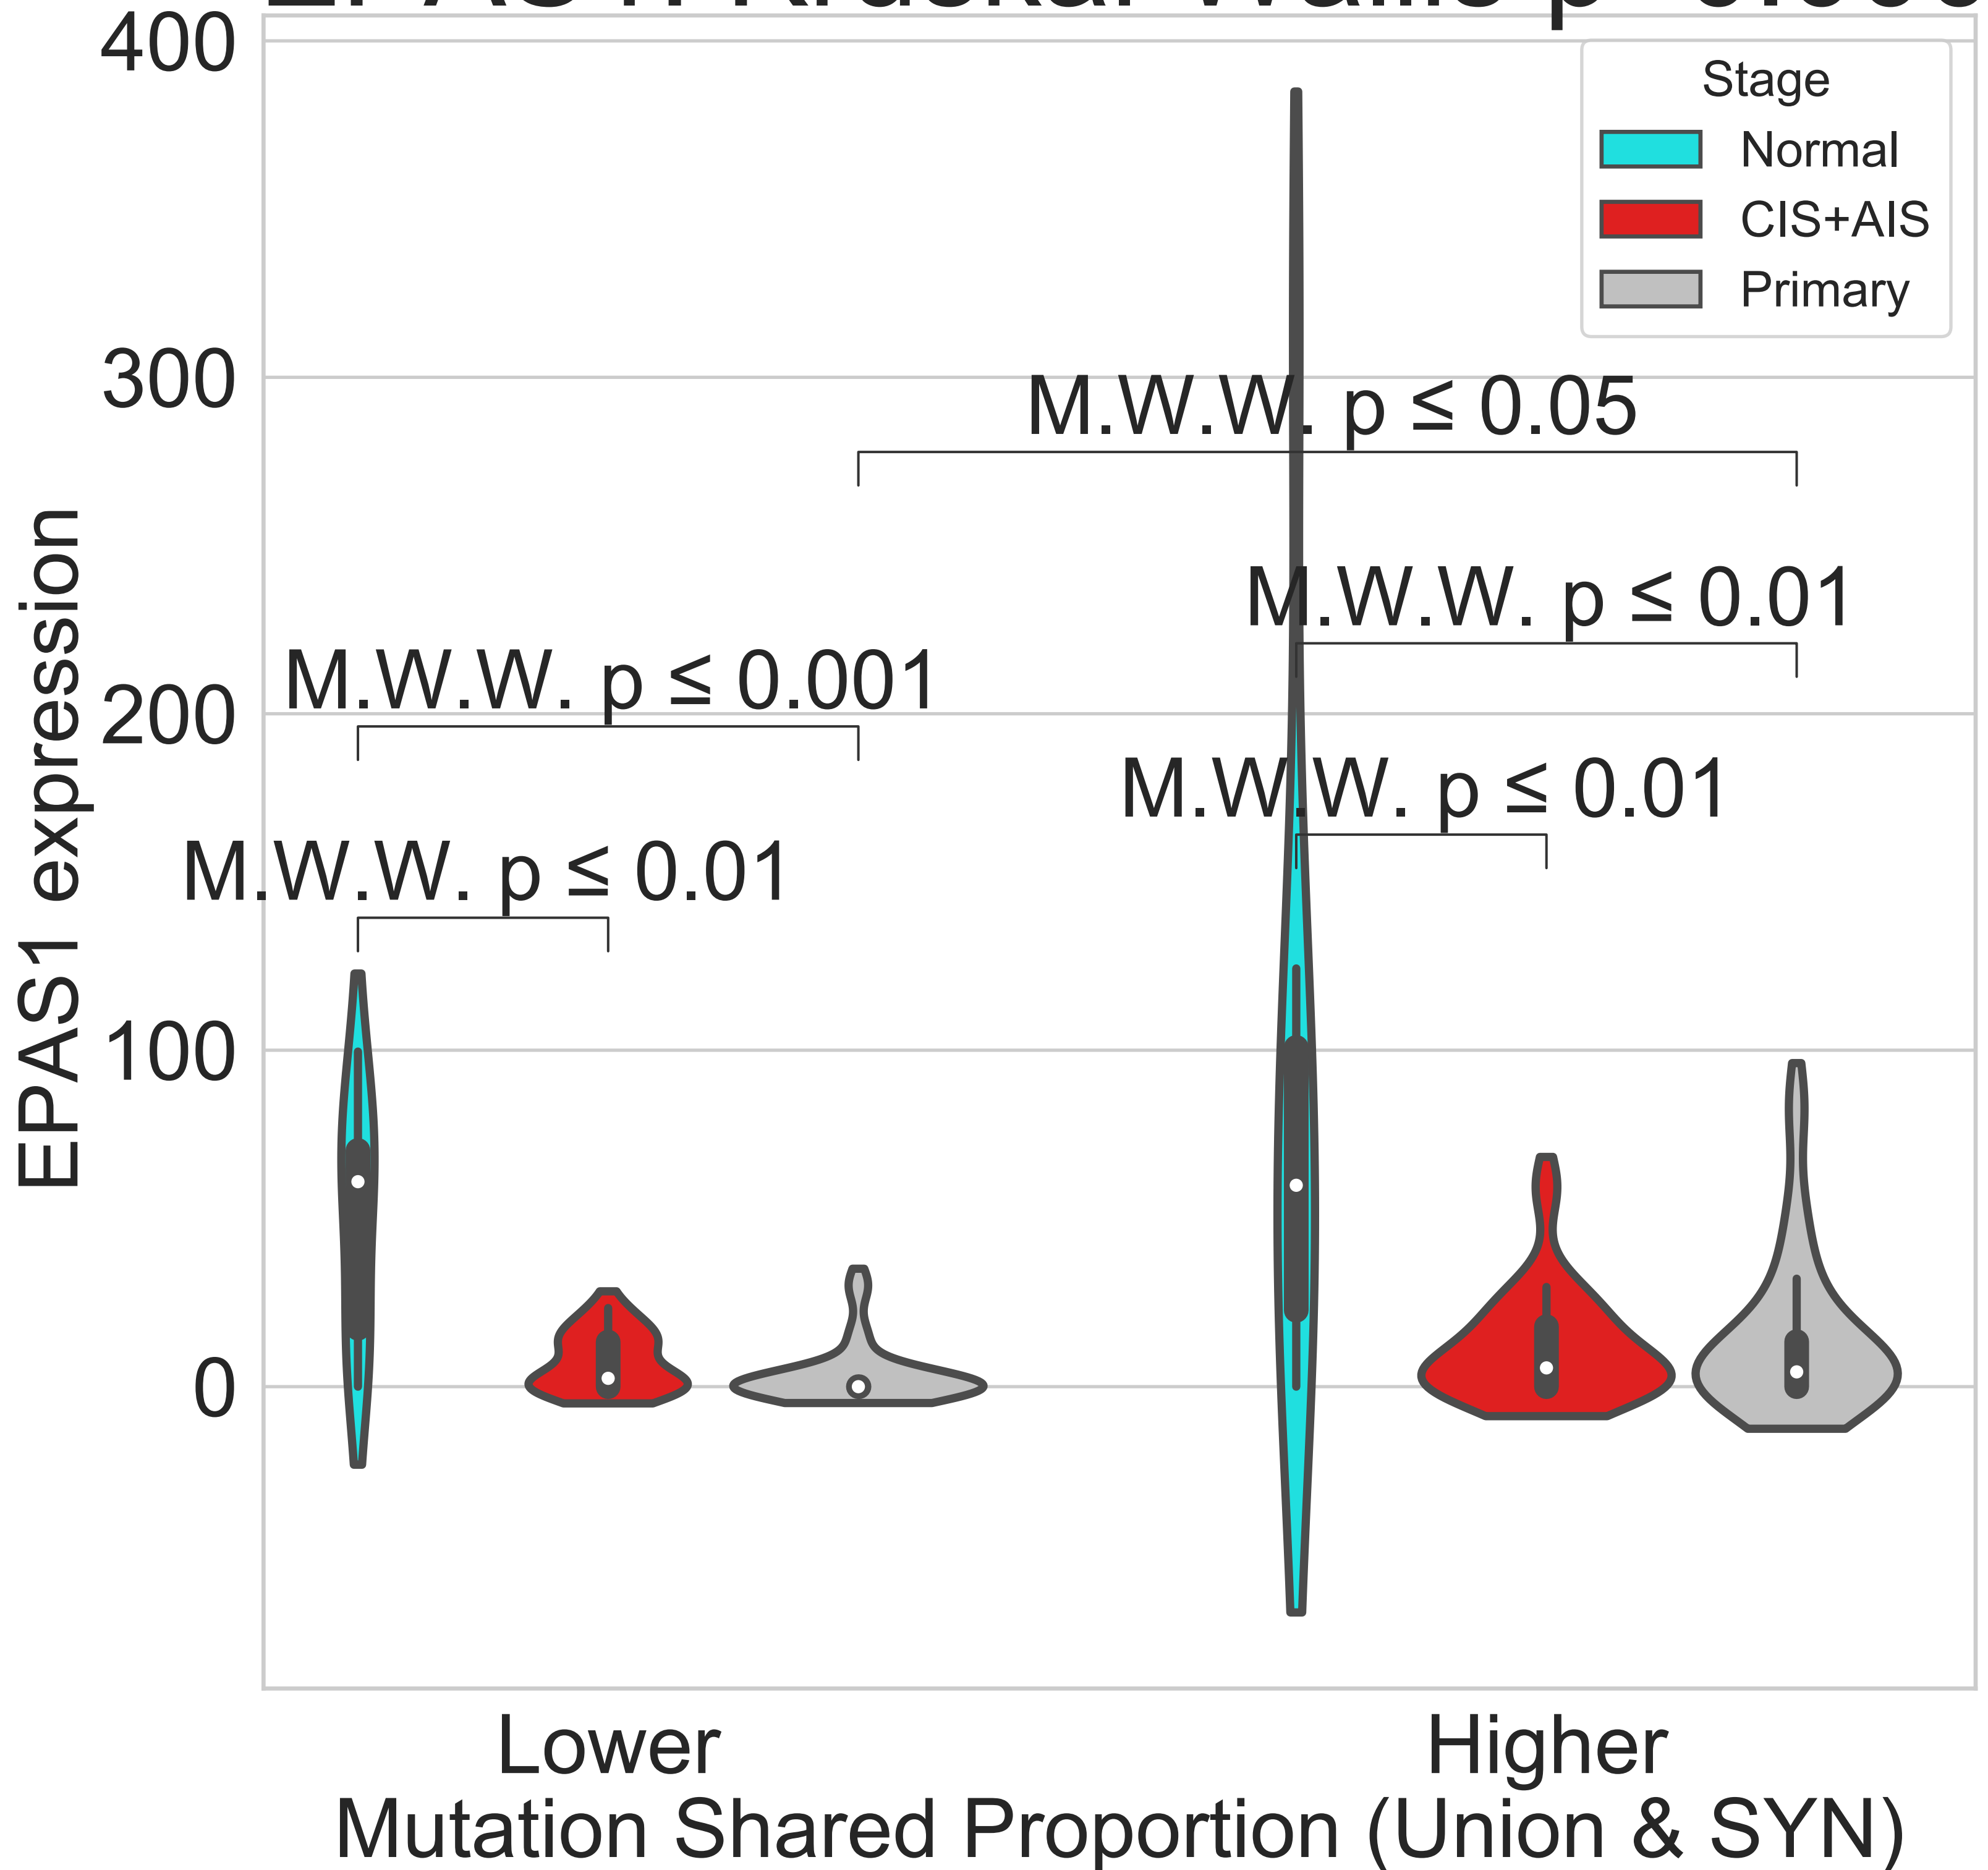 400
Stage
Normal
CIS+AIS
Primary
300
M.W.W. p ≤ 0.05
M.W.W. p ≤ 0.01
M.W.W. p ≤ 0.001
200
M.W.W. p ≤ 0.01
M.W.W. p ≤ 0.01
EPAS1 expression
100
0
Lower
Higher
Mutation Shared Proportion (Union & SYN)